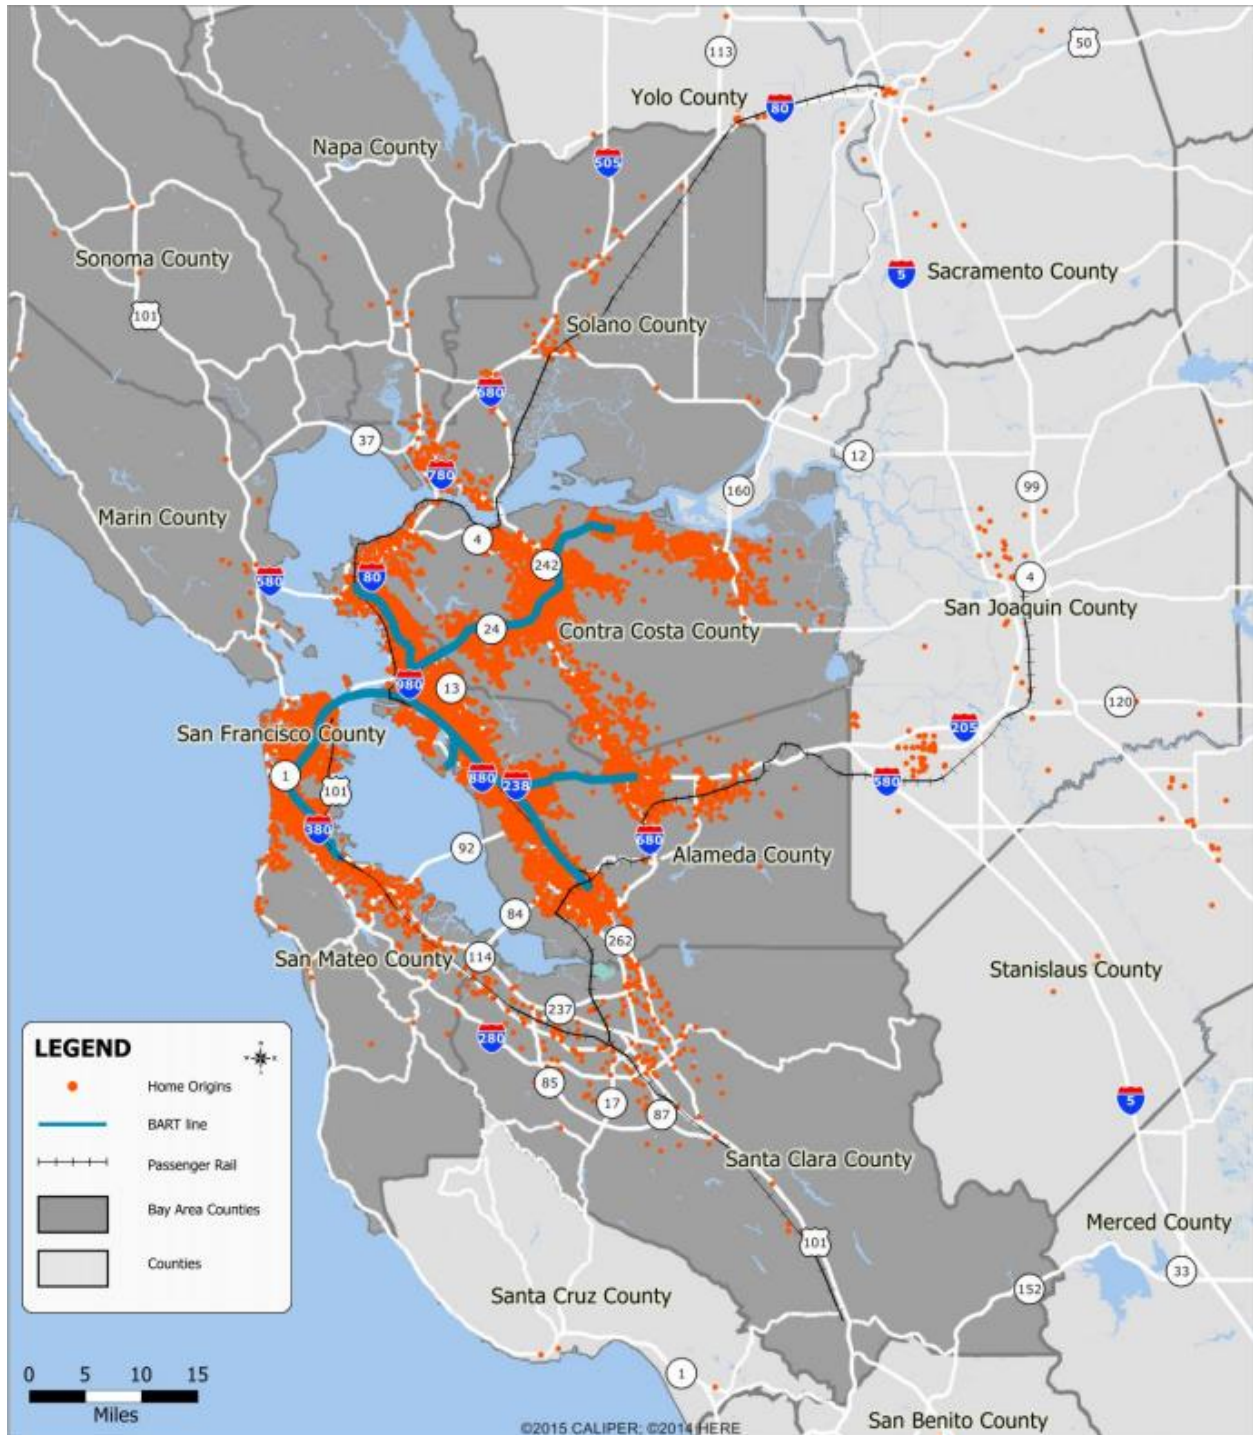 113
50
Yolo County
80
Napa County
505
Sonoma County
Sacramento County
5
101
Solano County
680
37
780
12
160
99
Marin County
4
242
580
80
4
San Joaquin County
24
Contra Costa County
980
13
120
San Francisco County
205
1
101
880
238
580
380
680
92
Alameda County
84
262
San Mateo County
114
Stanislaus County
237
280
85
17
87
5
Santa Clara County
Merced County
101
33
152
Santa Cruz County
1
San Benito County
LEGEND
Home Origins
BART line
Passenger Rail
Bay Area Counties
Counties
0 5 10 15
Miles
©2015 CALIPER; ©2014 HERE